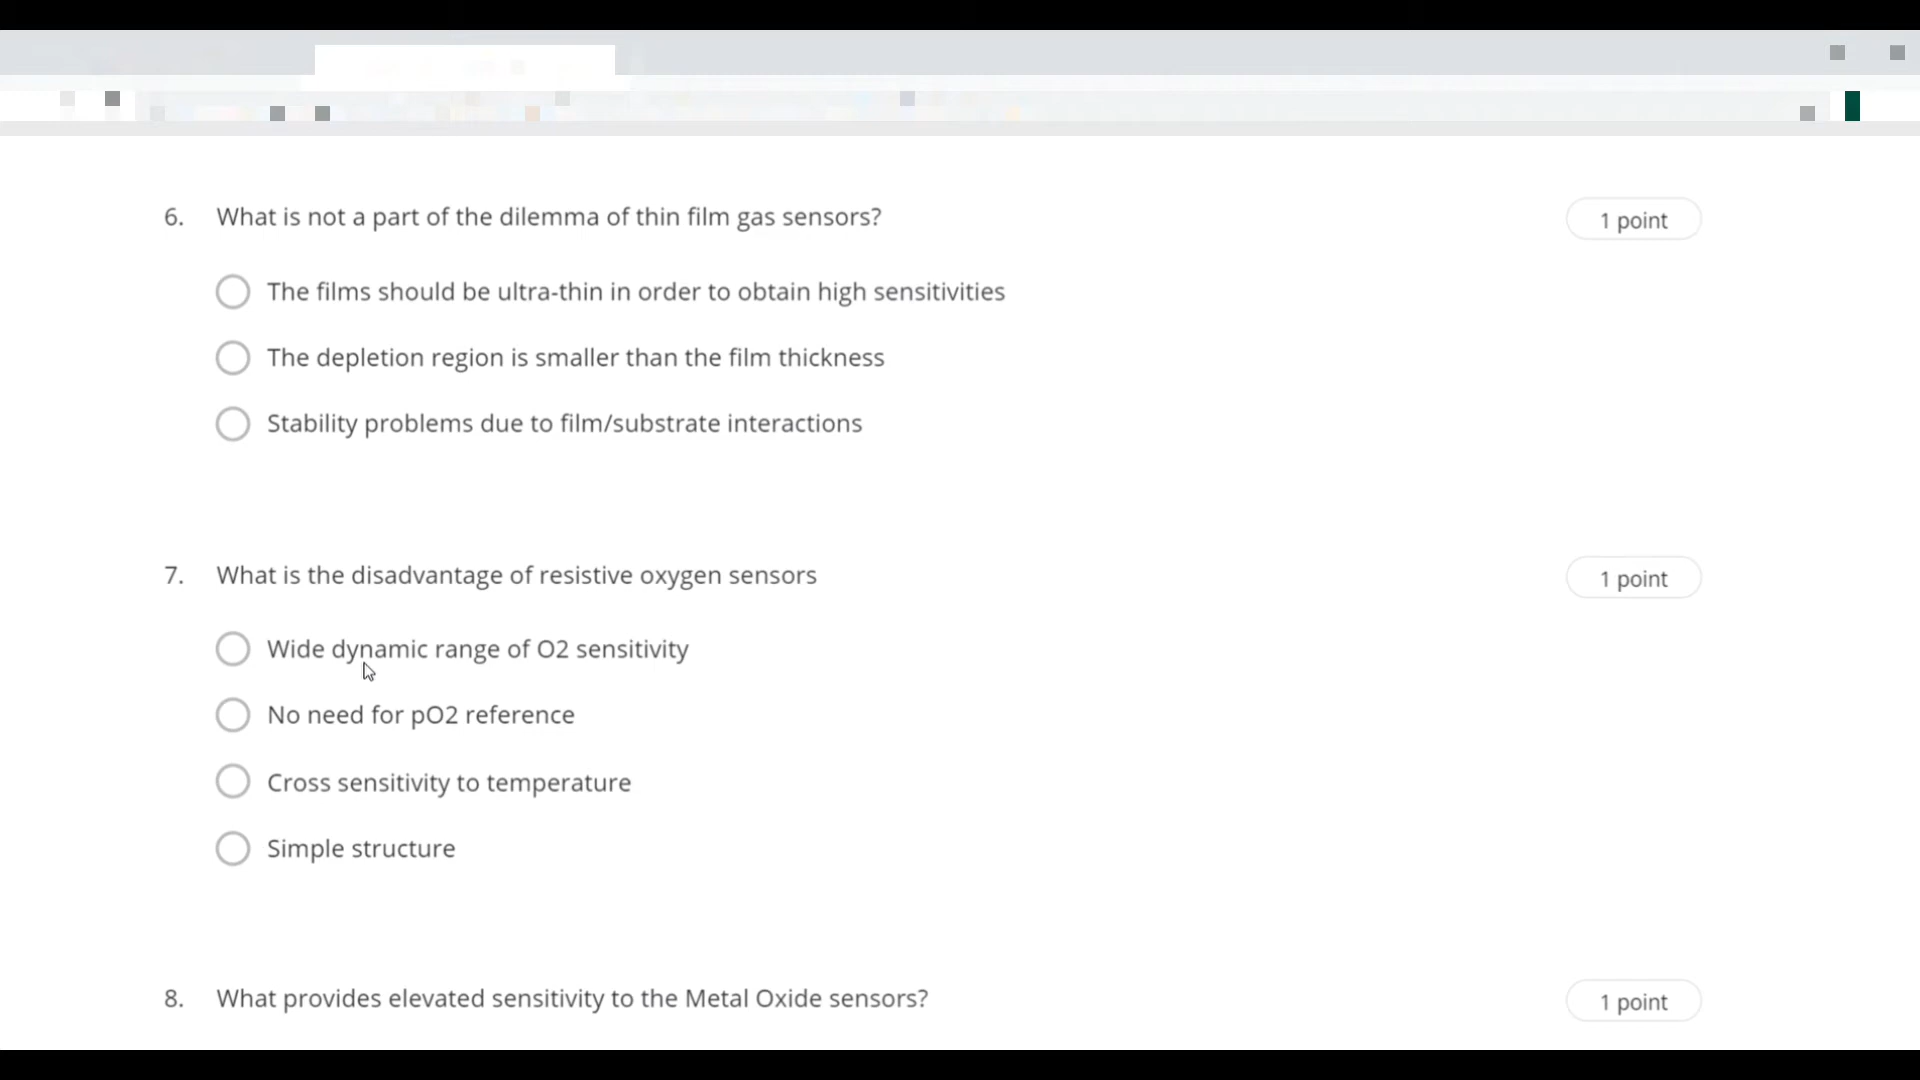 6. What is not a part of the dilemma of thin film gas sensors?
1 point
The films should be ultra-thin in order to obtain high sensitivities
The depletion region is smaller than the film thickness
Stability problems due to film/substrate interactions
7. What is the disadvantage of resistive oxygen sensors
1 point
Wide dynamic range of O2 sensitivity
No need for pO2 reference
Cross sensitivity to temperature
Simple structure
8. What provides elevated sensitivity to the Metal Oxide sensors?
1 point